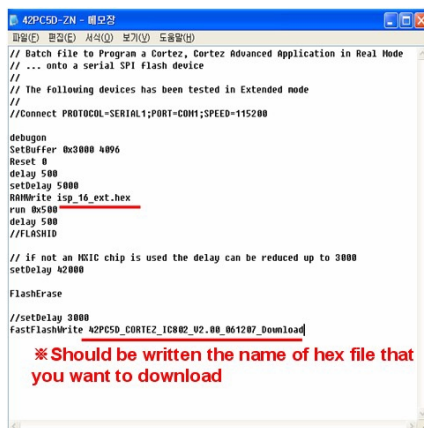 42PC5D-ZN - 메모장
파일(F) 편집(E) 서식(O) 보기(V) 도움말(H)
// Batch file to Program a Cortez, Cortez Advanced Application in Real Mode
// ... onto a serial SPI flash device
//
// The following devices has been tested in Extended mode
//
//Connect PROTOCOL=SERIAL1;PORT=COM1;SPEED=115200
debugon
SetBuffer 0x3000 4096
Reset 0
delay 500
setDelay 5000
RAMWrite isp_16_ext.hex
run 0x500
delay 500
//FLASHID
// if not an MXIC chip is used the delay can be reduced up to 3000
setDelay 42000
FlashErase
//setDelay 3000
fastFlashWrite 42PC5D_CORTEZ_IC802_V2.00_061207_Download
※Should be written the name of hex file that
you want to download